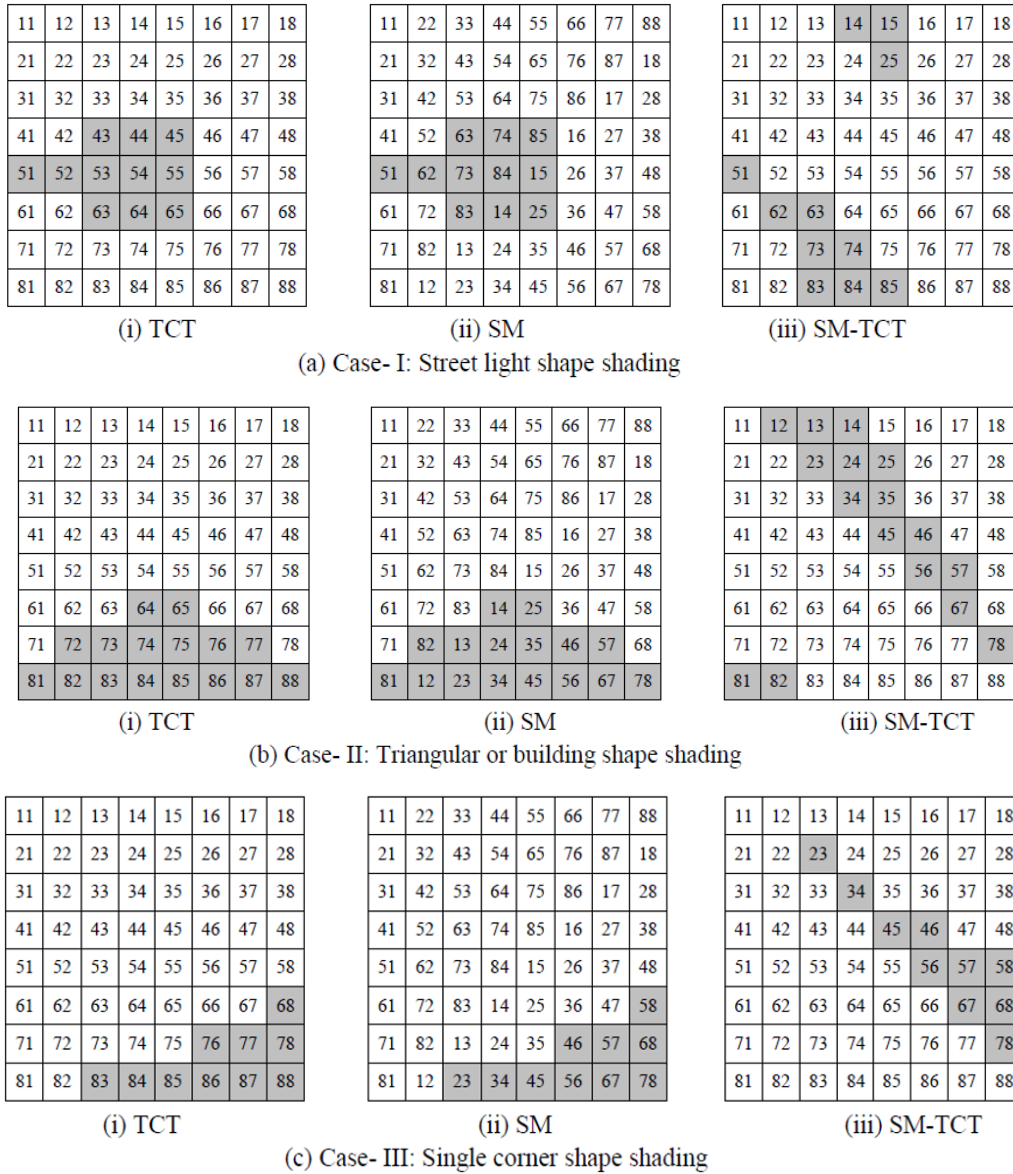 11 12 13 14 15 16 17 18
21 22 23 24 25 26 27 28
31 32 33 34 35 36 37 38
41 42 43 44 45 46 47 48
51 52 53 54 55 56 57 58
61 62 63 64 65 66 67 68
71 72 73 74 75 76 77 78
81 82 83 84 85 86 87 88
(i) TCT
11 22 33 44 55 66 77 88
21 32 43 54 65 76 87 18
31 42 53 64 75 86 17 28
41 52 63 74 85 16 27 38
51 62 73 84 15 26 37 48
61 72 83 14 25 36 47 58
71 82 13 24 35 46 57 68
81 12 23 34 45 56 67 78
(ii) SM
11 12 13 14 15 16 17 18
21 22 23 24 25 26 27 28
31 32 33 34 35 36 37 38
41 42 43 44 45 46 47 48
51 52 53 54 55 56 57 58
61 62 63 64 65 66 67 68
71 72 73 74 75 76 77 78
81 82 83 84 85 86 87 88
(iii) SM-TCT
(a) Case- I: Street light shape shading
11 12 13 14 15 16 17 18
21 22 23 24 25 26 27 28
31 32 33 34 35 36 37 38
41 42 43 44 45 46 47 48
51 52 53 54 55 56 57 58
61 62 63 64 65 66 67 68
71 72 73 74 75 76 77 78
81 82 83 84 85 86 87 88
(i) TCT
11 22 33 44 55 66 77 88
21 32 43 54 65 76 87 18
31 42 53 64 75 86 17 28
41 52 63 74 85 16 27 38
51 62 73 84 15 26 37 48
61 72 83 14 25 36 47 58
71 82 13 24 35 46 57 68
81 12 23 34 45 56 67 78
(ii) SM
11 12 13 14 15 16 17 18
21 22 23 24 25 26 27 28
31 32 33 34 35 36 37 38
41 42 43 44 45 46 47 48
51 52 53 54 55 56 57 58
61 62 63 64 65 66 67 68
71 72 73 74 75 76 77 78
81 82 83 84 85 86 87 88
(iii) SM-TCT
(b) Case- II: Triangular or building shape shading
11 12 13 14 15 16 17 18
21 22 23 24 25 26 27 28
31 32 33 34 35 36 37 38
41 42 43 44 45 46 47 48
51 52 53 54 55 56 57 58
61 62 63 64 65 66 67 68
71 72 73 74 75 76 77 78
81 82 83 84 85 86 87 88
(i) TCT
11 22 33 44 55 66 77 88
21 32 43 54 65 76 87 18
31 42 53 64 75 86 17 28
41 52 63 74 85 16 27 38
51 62 73 84 15 26 37 48
61 72 83 14 25 36 47 58
71 82 13 24 35 46 57 68
81 12 23 34 45 56 67 78
(ii) SM
11 12 13 14 15 16 17 18
21 22 23 24 25 26 27 28
31 32 33 34 35 36 37 38
41 42 43 44 45 46 47 48
51 52 53 54 55 56 57 58
61 62 63 64 65 66 67 68
71 72 73 74 75 76 77 78
81 82 83 84 85 86 87 88
(iii) SM-TCT
(c) Case- III: Single corner shape shading